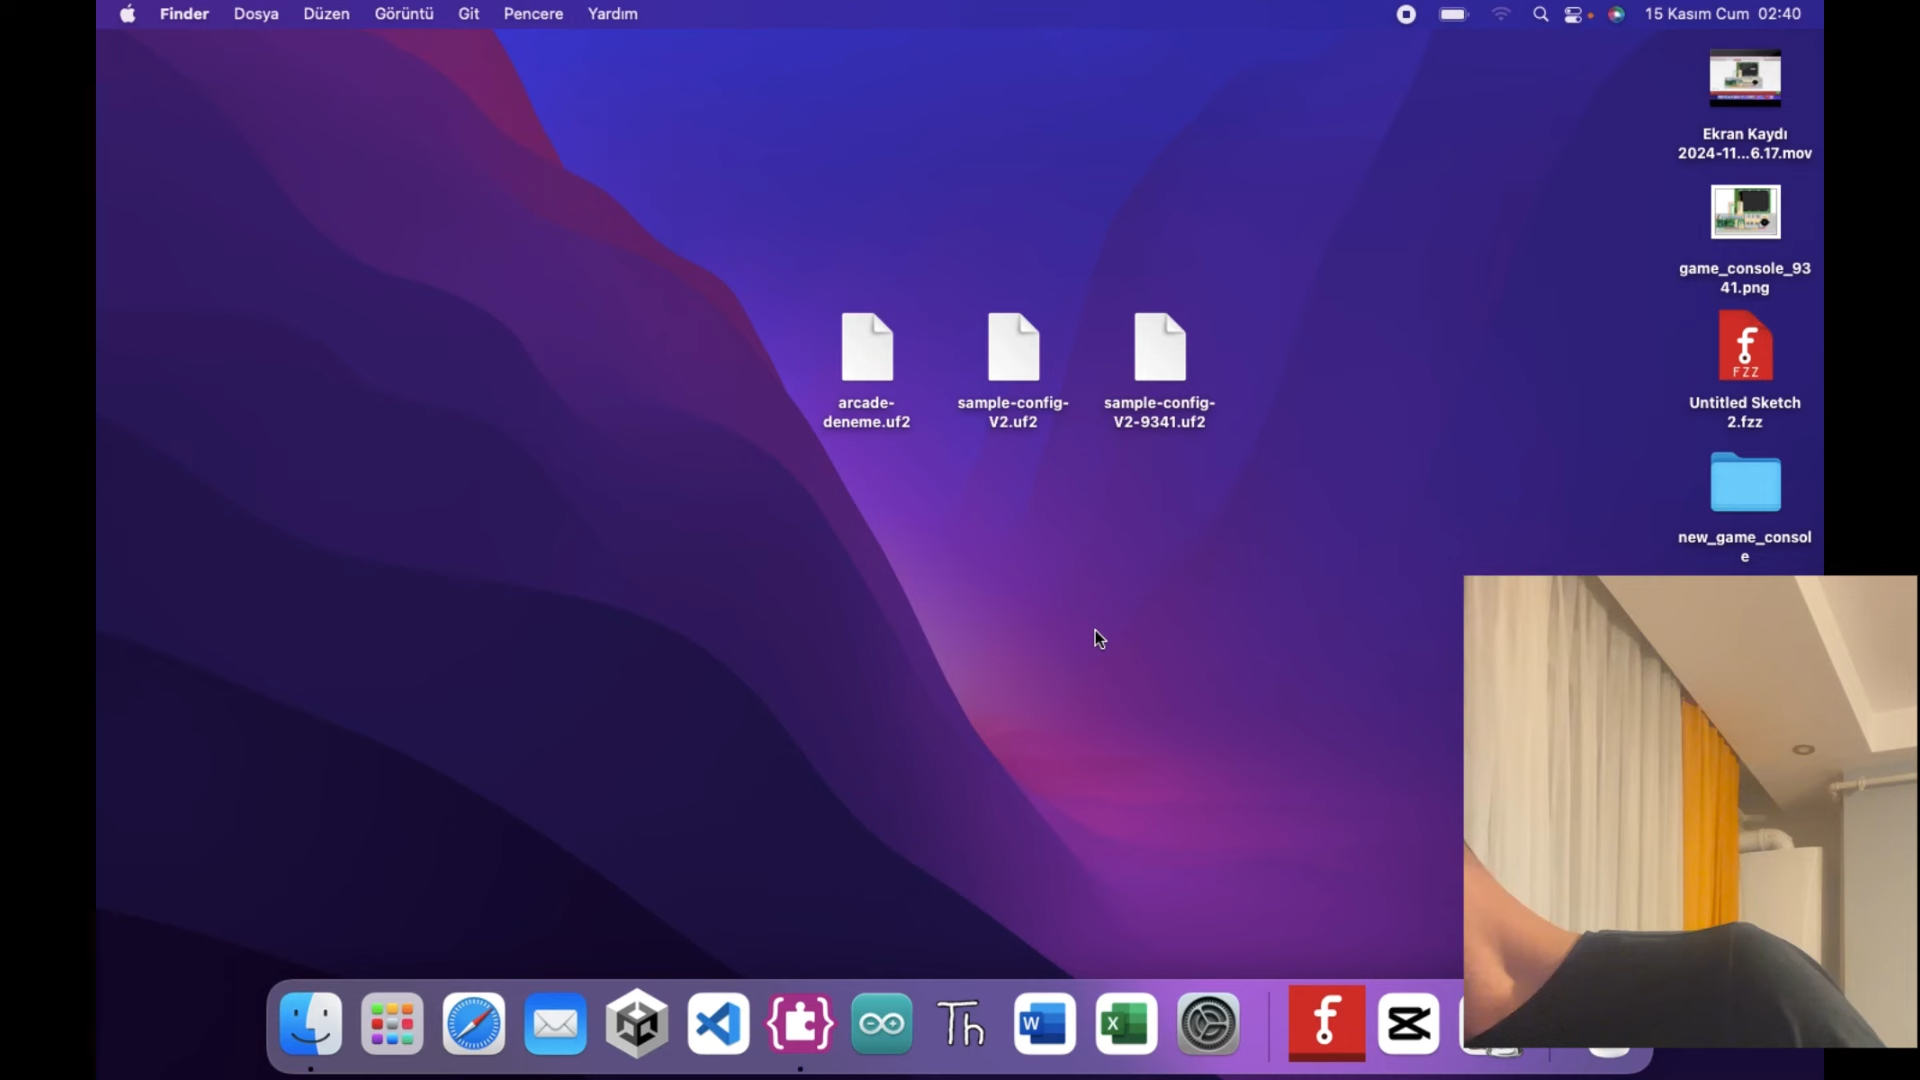 Finder Dosya Düzen Görüntü Git Pencere Yardım 15 Kasım Cum 02:40
Ekran Kaydı
2024-11...6.17.mov
game_console_93
41.png
FZZ
Untitled Sketch
2.fzz
new_game_consol
e
arcade-
deneme.uf2
sample-config-
V2.uf2
sample-config-
V2-9341.uf2
Th
W
X